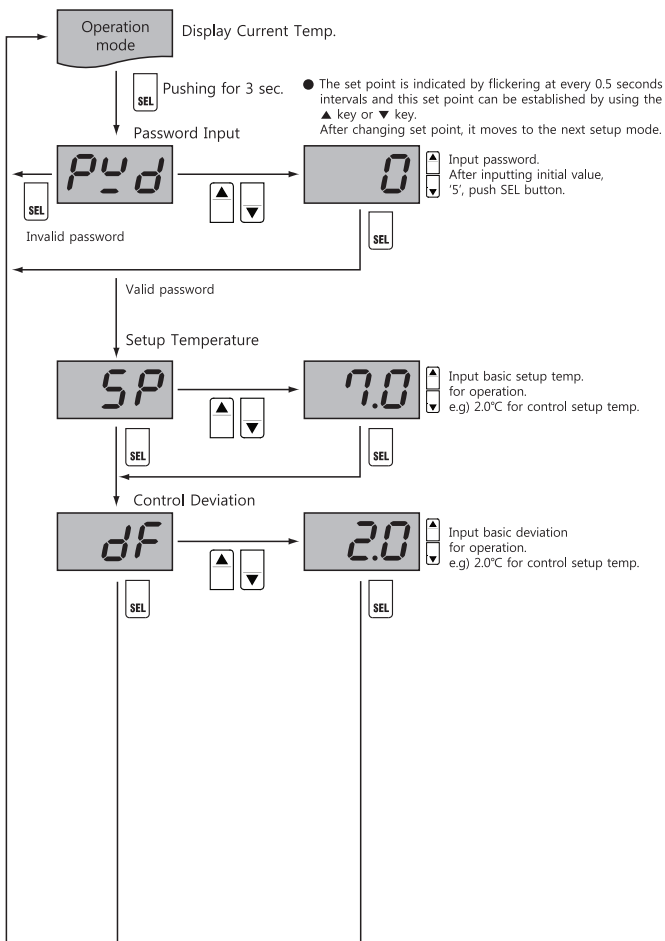 Operation
mode
Display Current Temp.
SEL
Pushing for 3 sec.
● The set point is indicated by flickering at every 0.5 seconds
intervals and this set point can be established by using the
▲ key or ▼ key.
After changing set point, it moves to the next setup mode.
Password Input
PYd
0
▲
▼
▲
▼
Input password.
After inputting initial value,
'5', push SEL button.
SEL
Invalid password
SEL
Valid password
Setup Temperature
SP
7.0
▲
▼
▲
▼
Input basic setup temp.
for operation.
e.g) 2.0℃ for control setup temp.
SEL
SEL
Control Deviation
dF
2.0
▲
▼
▲
▼
Input basic deviation
for operation.
e.g) 2.0℃ for control setup temp.
SEL
SEL